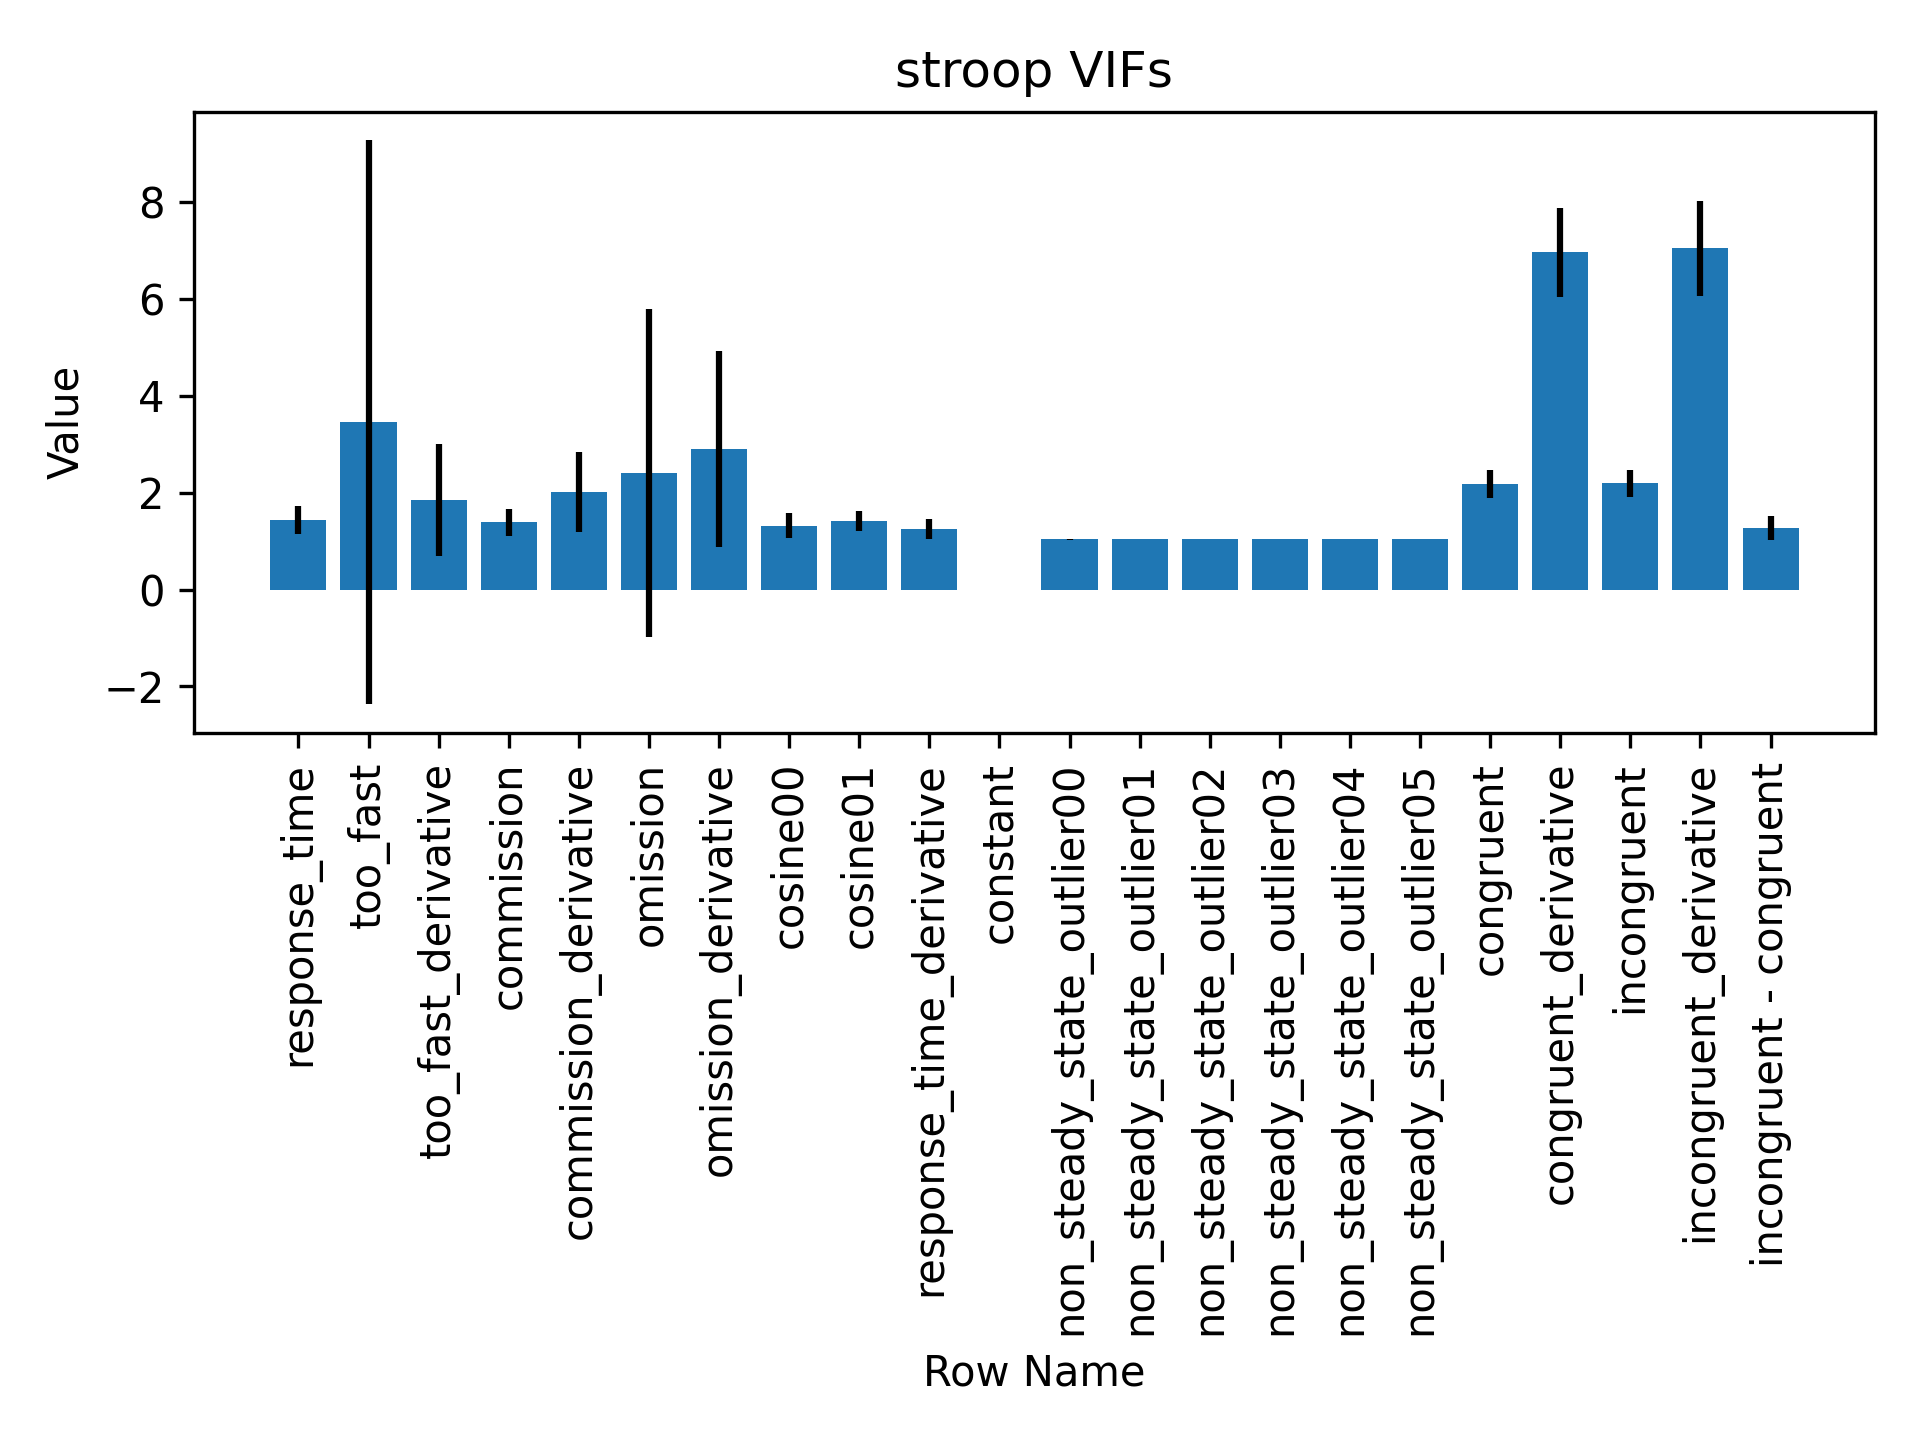 stroop VIFs
Value
8
6
4
2
0
−2
response_time
too_fast
too_fast_derivative
commission
commission_derivative
omission
omission_derivative
cosine00
cosine01
response_time_derivative
constant
non_steady_state_outlier00
non_steady_state_outlier01
non_steady_state_outlier02
non_steady_state_outlier03
non_steady_state_outlier04
non_steady_state_outlier05
congruent
congruent_derivative
incongruent
incongruent_derivative
incongruent - congruent
Row Name